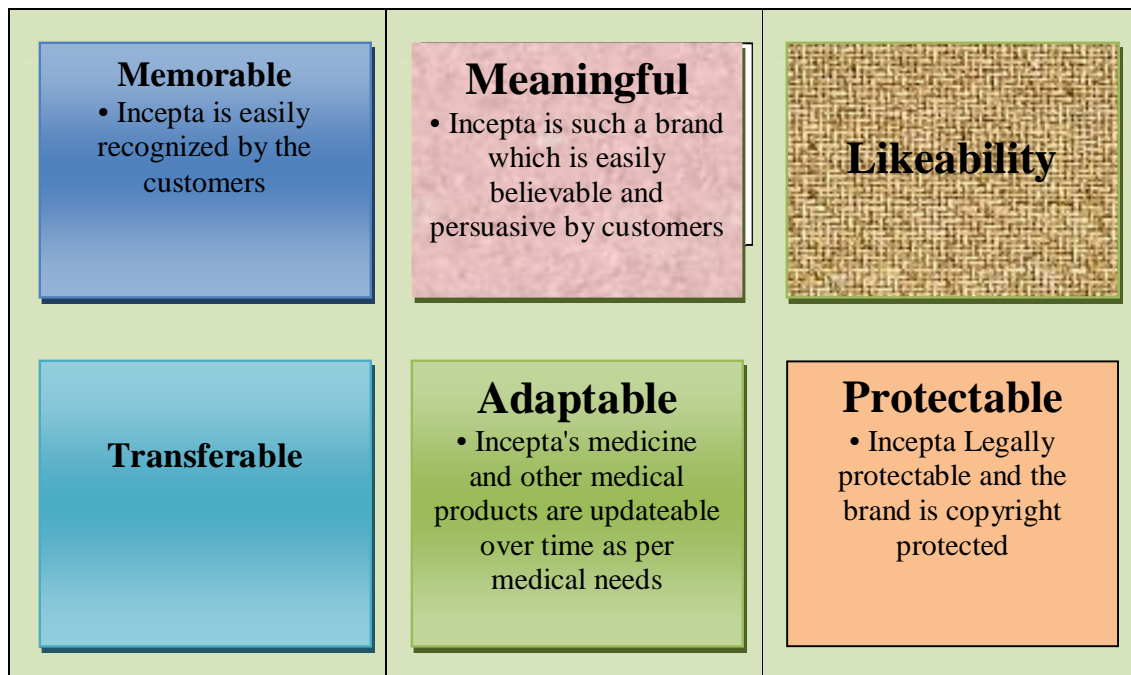 Memorable
• Incepta is easily
recognized by the
customers
Meaningful
• Incepta is such a brand
which is easily
believable and
persuasive by customers
Likeability
Transferable
Adaptable
• Incepta's medicine
and other medical
products are updateable
over time as per
medical needs
Protectable
• Incepta Legally
protectable and the
brand is copyright
protected